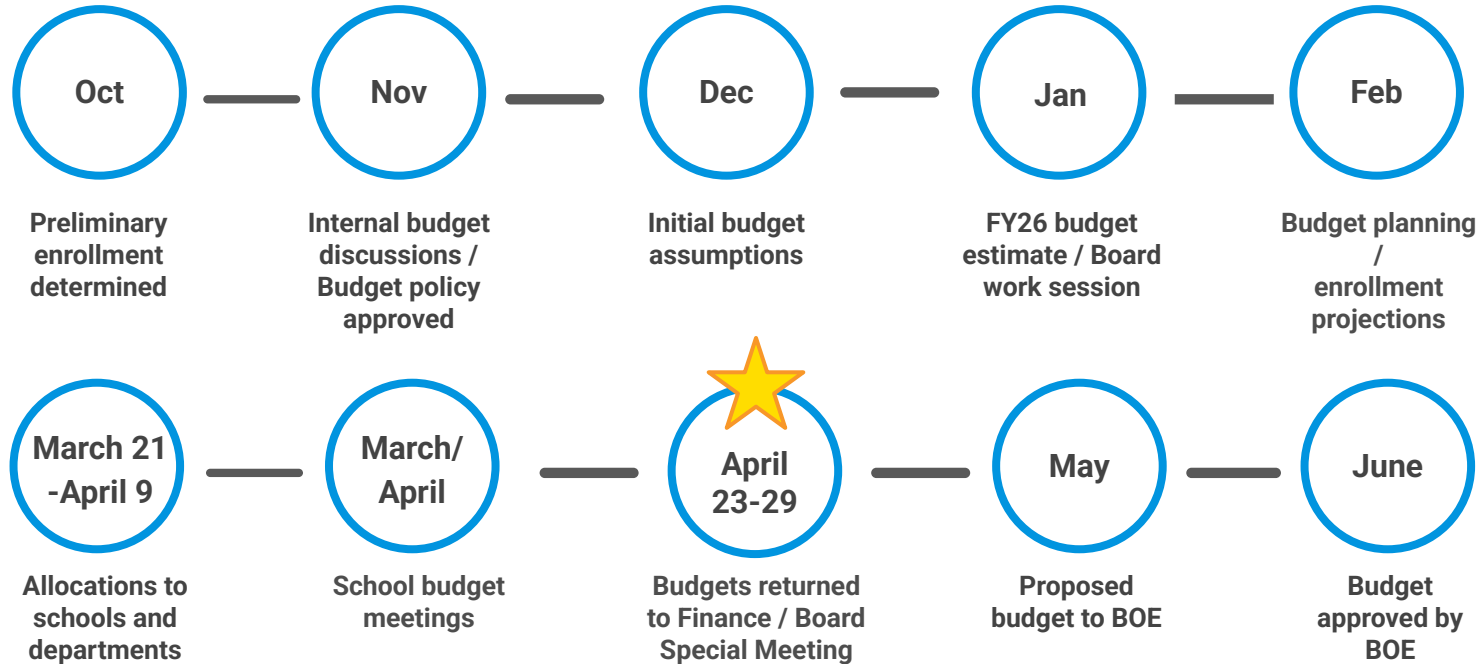 Oct
Nov
Dec
Jan
Feb
Preliminary
enrollment
determined
Internal budget
discussions /
Budget policy
approved
Initial budget
assumptions
FY26 budget
estimate / Board
work session
Budget planning
/
enrollment
projections
March 21
-April 9
March/
April
April
23-29
May
June
Allocations to
schools and
departments
School budget
meetings
Budgets returned
to Finance / Board
Special Meeting
Proposed
budget to BOE
Budget
approved by
BOE